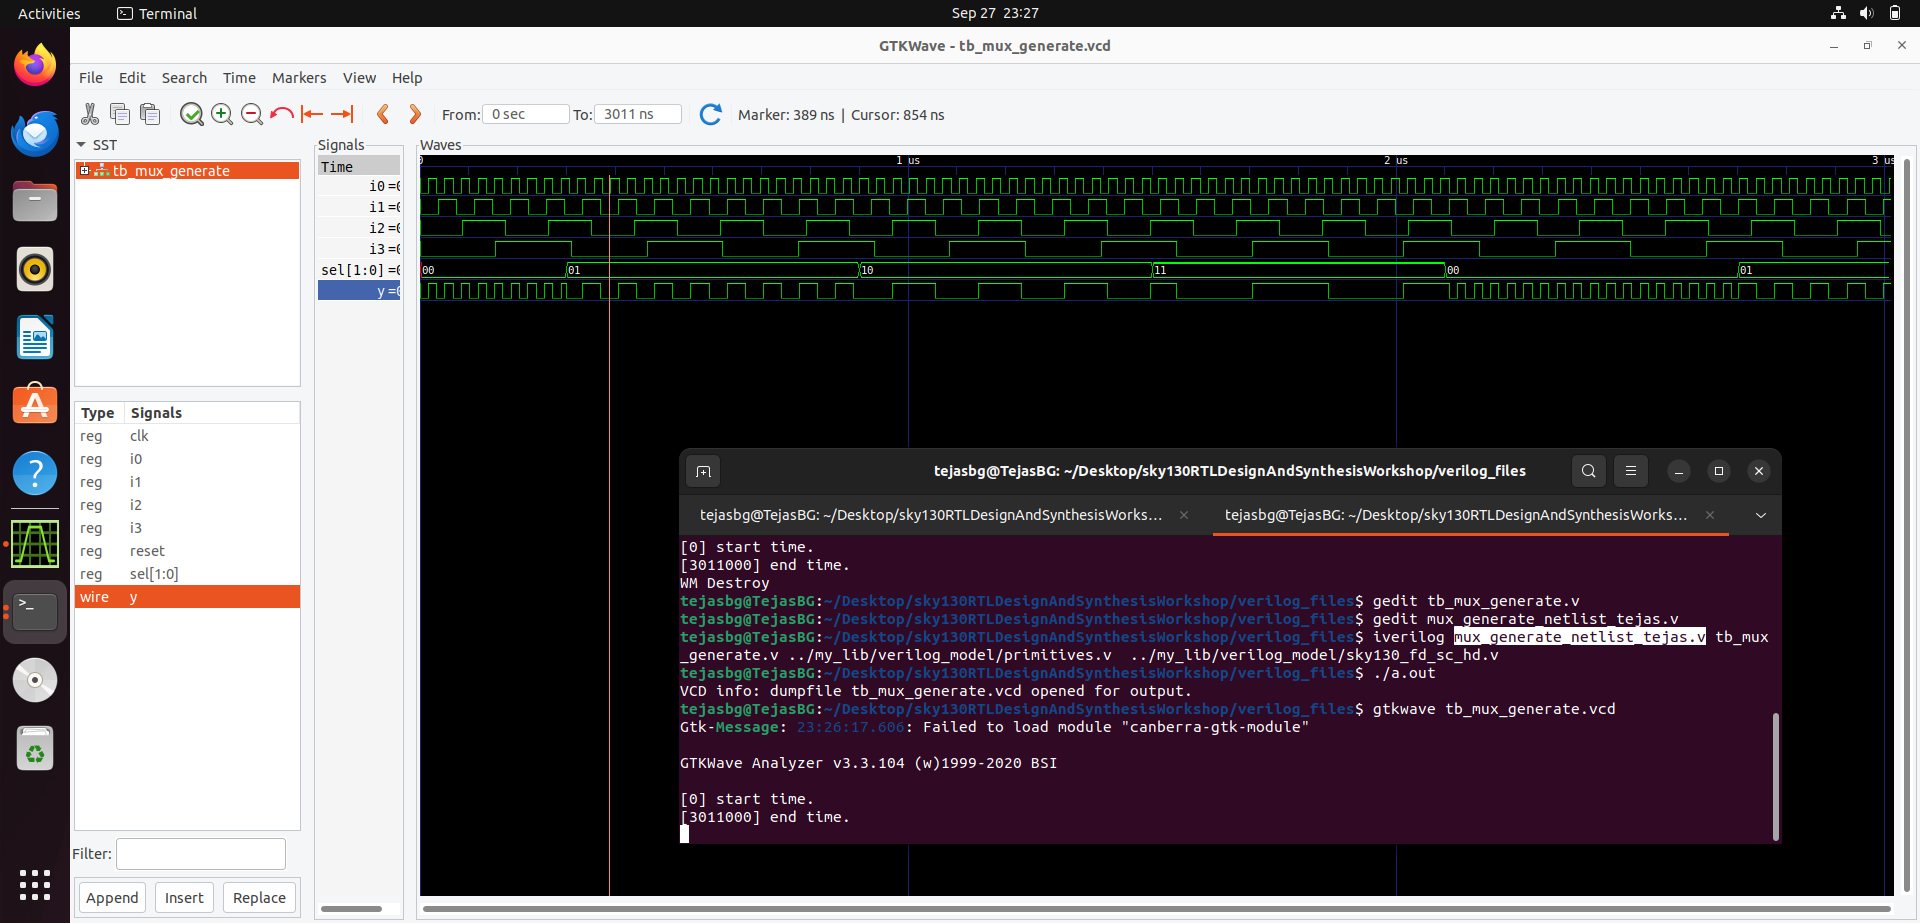 Activities Terminal Sep 27 23:27
GTKWave - tb_mux_generate.vcd
File Edit Search Time Markers View Help
From: 0 sec To: 3011 ns Marker: 389 ns | Cursor: 854 ns
SST
tb_mux_generate
Type Signals
reg clk
reg i0
reg i1
reg i2
reg i3
reg reset
reg sel[1:0]
wire y
Filter:
Append Insert Replace
Signals
Time
i0 =0
i1 =0
i2 =0
i3 =0
sel[1:0] =0
y =0
Waves
0 1 us 2 us 3 us
00 01 10 11 00 01
tejasbg@TejasBG: ~/Desktop/sky130RTLDesignAndSynthesisWorkshop/verilog_files
tejasbg@TejasBG: ~/Desktop/sky130RTLDesignAndSynthesisWorks... tejasbg@TejasBG: ~/Desktop/sky130RTLDesignAndSynthesisWorks...
[0] start time.
[3011000] end time.
WM Destroy
tejasbg@TejasBG:~/Desktop/sky130RTLDesignAndSynthesisWorkshop/verilog_files$ gedit tb_mux_generate.v
tejasbg@TejasBG:~/Desktop/sky130RTLDesignAndSynthesisWorkshop/verilog_files$ gedit mux_generate_netlist_tejas.v
tejasbg@TejasBG:~/Desktop/sky130RTLDesignAndSynthesisWorkshop/verilog_files$ iverilog mux_generate_netlist_tejas.v tb_mux
_generate.v ../my_lib/verilog_model/primitives.v ../my_lib/verilog_model/sky130_fd_sc_hd.v
tejasbg@TejasBG:~/Desktop/sky130RTLDesignAndSynthesisWorkshop/verilog_files$ ./a.out
VCD info: dumpfile tb_mux_generate.vcd opened for output.
tejasbg@TejasBG:~/Desktop/sky130RTLDesignAndSynthesisWorkshop/verilog_files$ gtkwave tb_mux_generate.vcd
Gtk-Message: 23:26:17.606: Failed to load module "canberra-gtk-module"
GTKWave Analyzer v3.3.104 (w)1999-2020 BSI
[0] start time.
[3011000] end time.